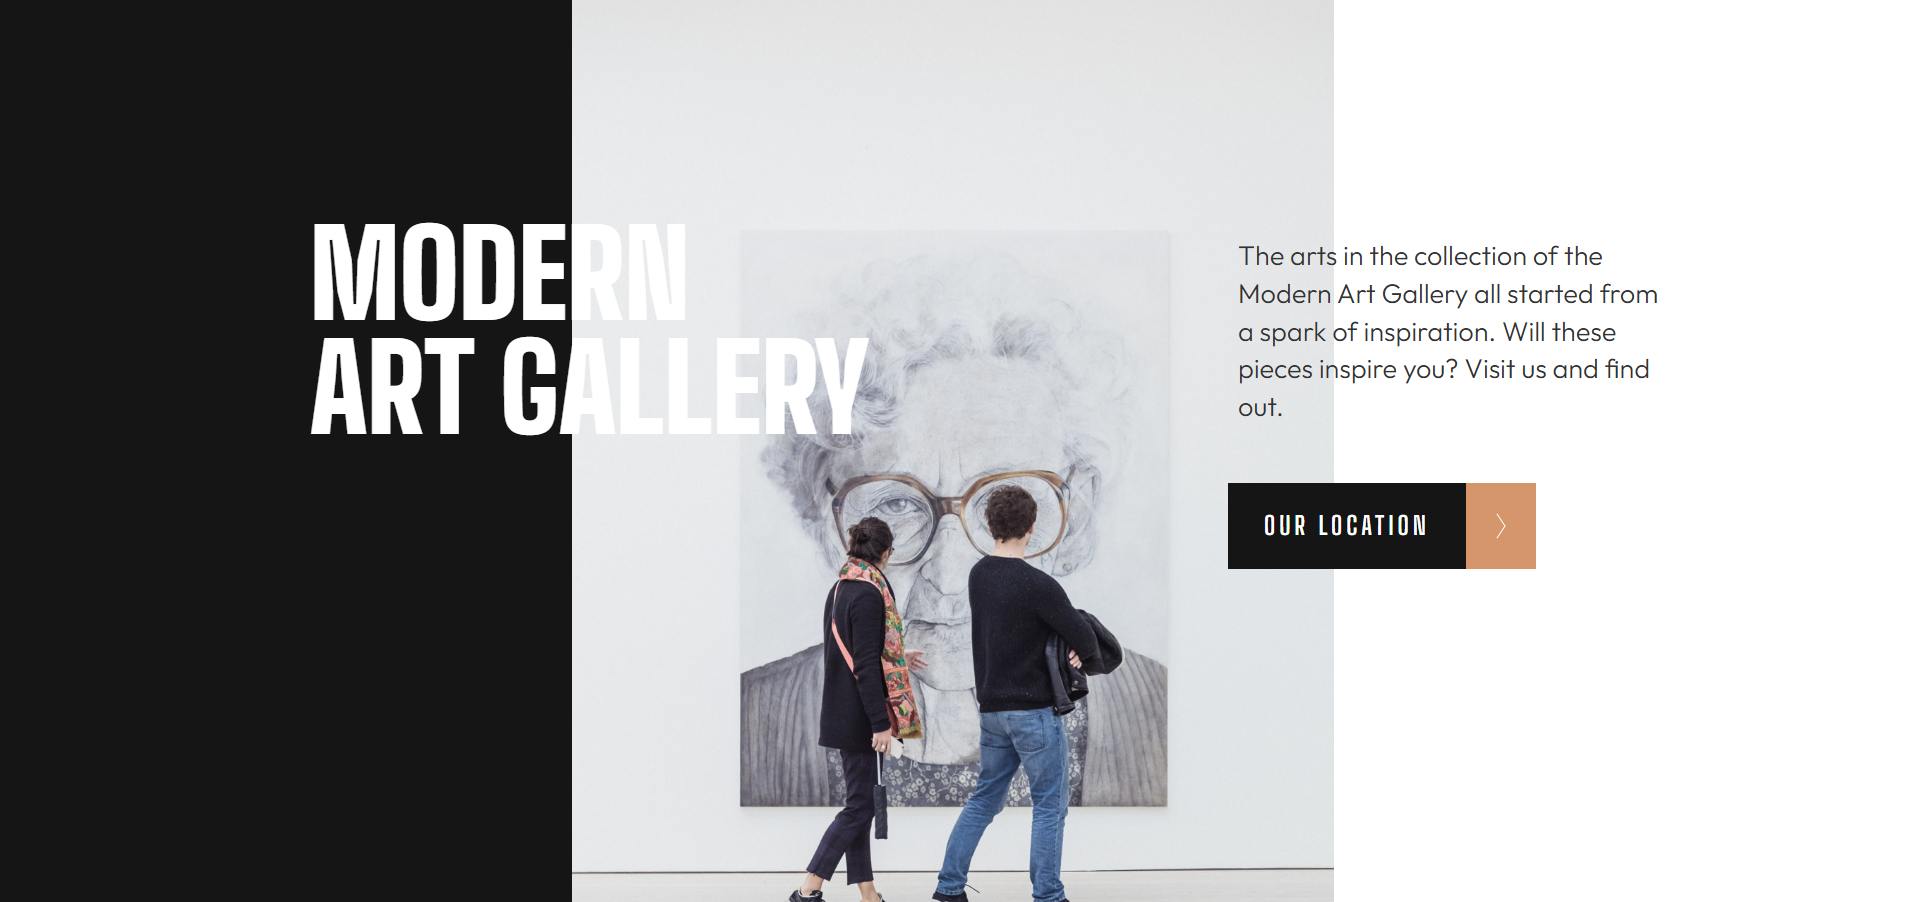 MODERN
ART GALLERY
The arts in the collection of the
Modern Art Gallery all started from
a spark of inspiration. Will these
pieces inspire you? Visit us and find
out.
OUR LOCATION